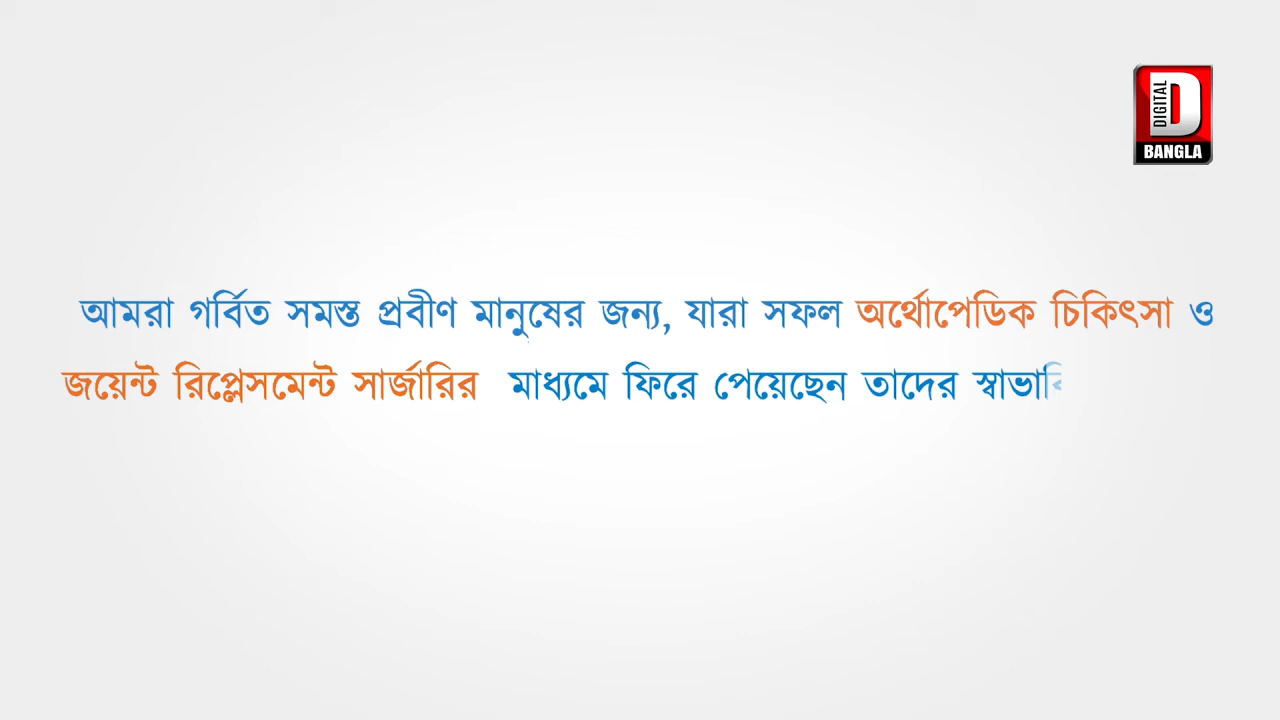 DIGITAL
D
BANGLA
আমরা গর্বিত সমস্ত প্রবীণ মানুষের জন্য, যারা সফল অর্থোপেডিক চিকিৎসা ও
জয়েন্ট রিপ্লেসমেন্ট সার্জারির মাধ্যমে ফিরে পেয়েছেন তাদের